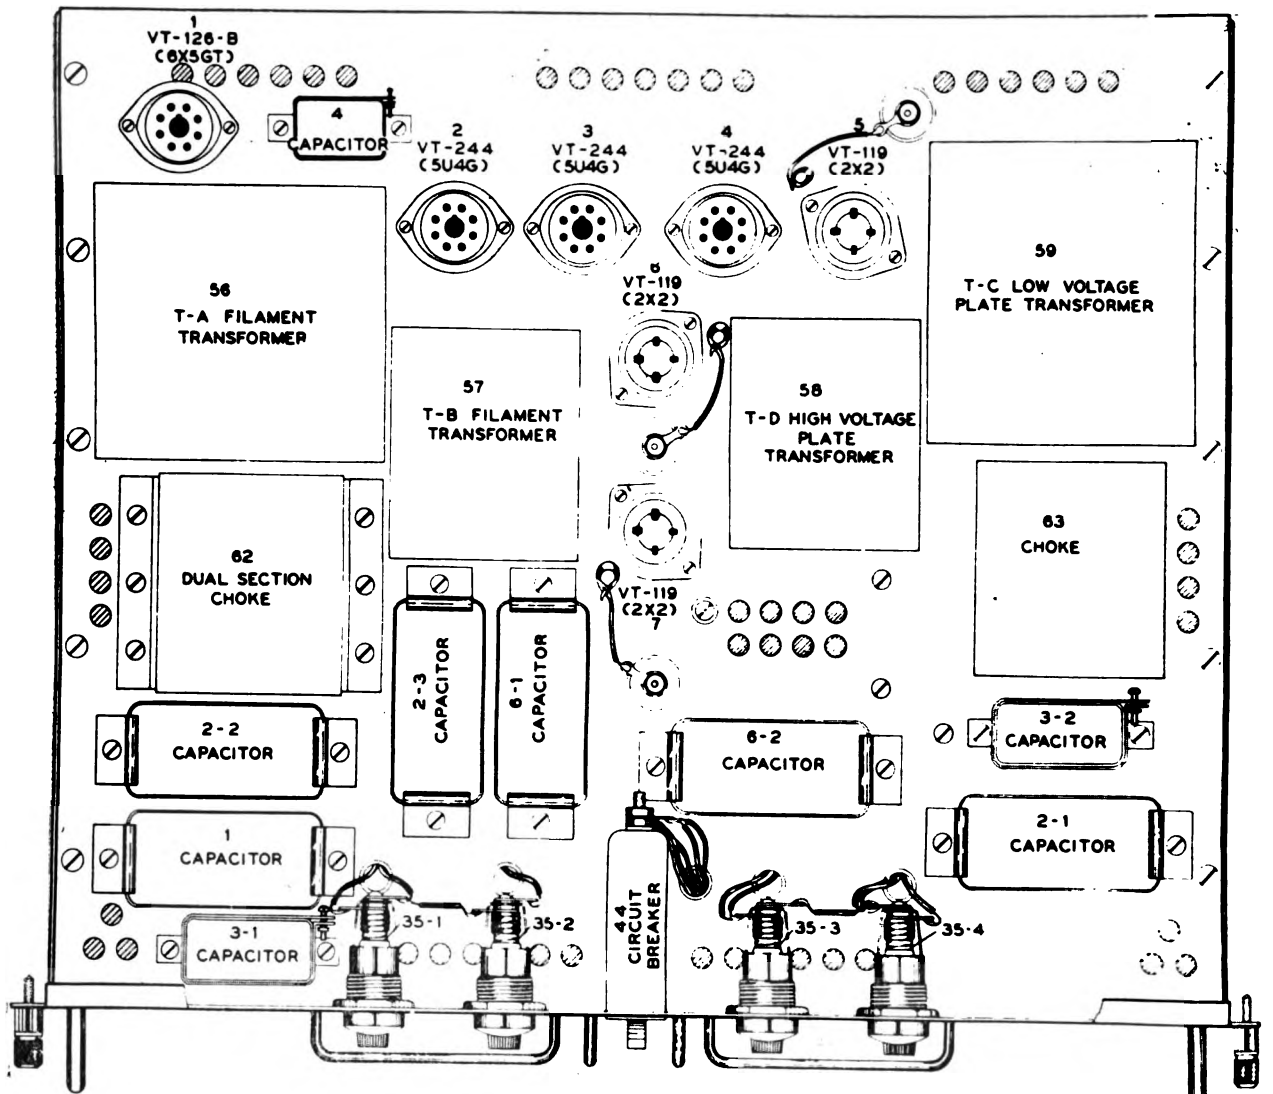 1
VT-126-B
(6X5GT)
4
CAPACITOR
2
VT-244
(5U4G)
3
VT-244
(5U4G)
4
VT-244
(5U4G)
5
VT-119
(2X2)
56
T-A FILAMENT
TRANSFORMER
6
VT-119
(2X2)
59
T-C LOW VOLTAGE
PLATE TRANSFORMER
57
T-B FILAMENT
TRANSFORMER
58
T-D HIGH VOLTAGE
PLATE
TRANSFORMER
62
DUAL SECTION
CHOKE
63
CHOKE
VT-119
(2X2)
7
2-3
CAPACITOR
6-1
CAPACITOR
2-2
CAPACITOR
6-2
CAPACITOR
3-2
CAPACITOR
1
CAPACITOR
2-1
CAPACITOR
3-1
CAPACITOR
35-1
35-2
44
CIRCUIT
BREAKER
35-3
35-4